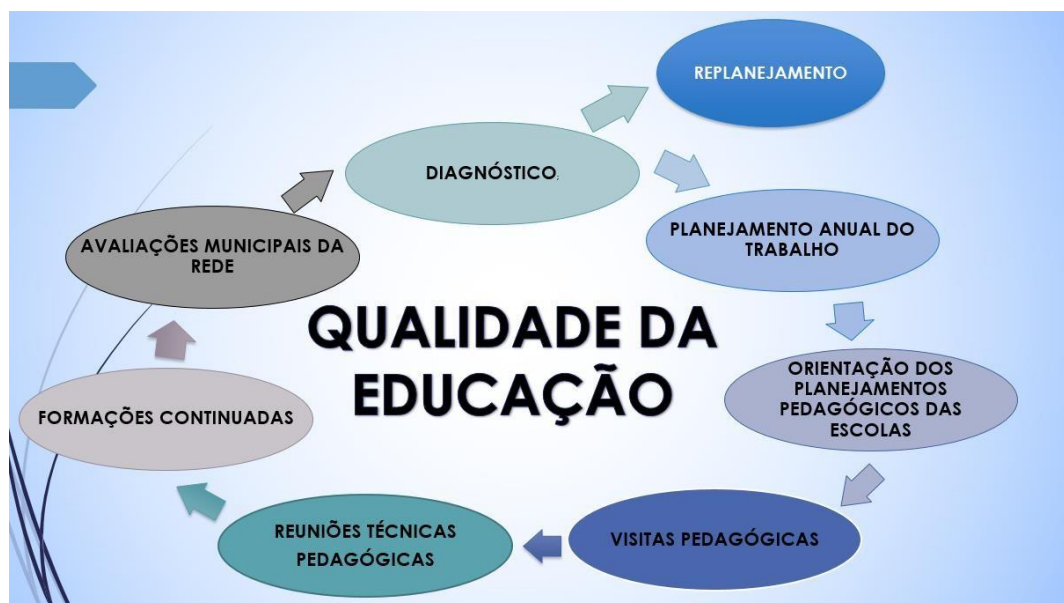 REPLANEJAMENTO
DIAGNÓSTICO;
PLANEJAMENTO ANUAL DO
TRABALHO
ORIENTAÇÃO DOS
PLANEJAMENTOS
PEDAGÓGICOS DAS
ESCOLAS
VISITAS PEDAGÓGICAS
REUNIÕES TÉCNICAS
PEDAGÓGICAS
FORMAÇÕES CONTINUADAS
AVALIAÇÕES MUNICIPAIS DA
REDE
QUALIDADE DA
EDUCAÇÃO